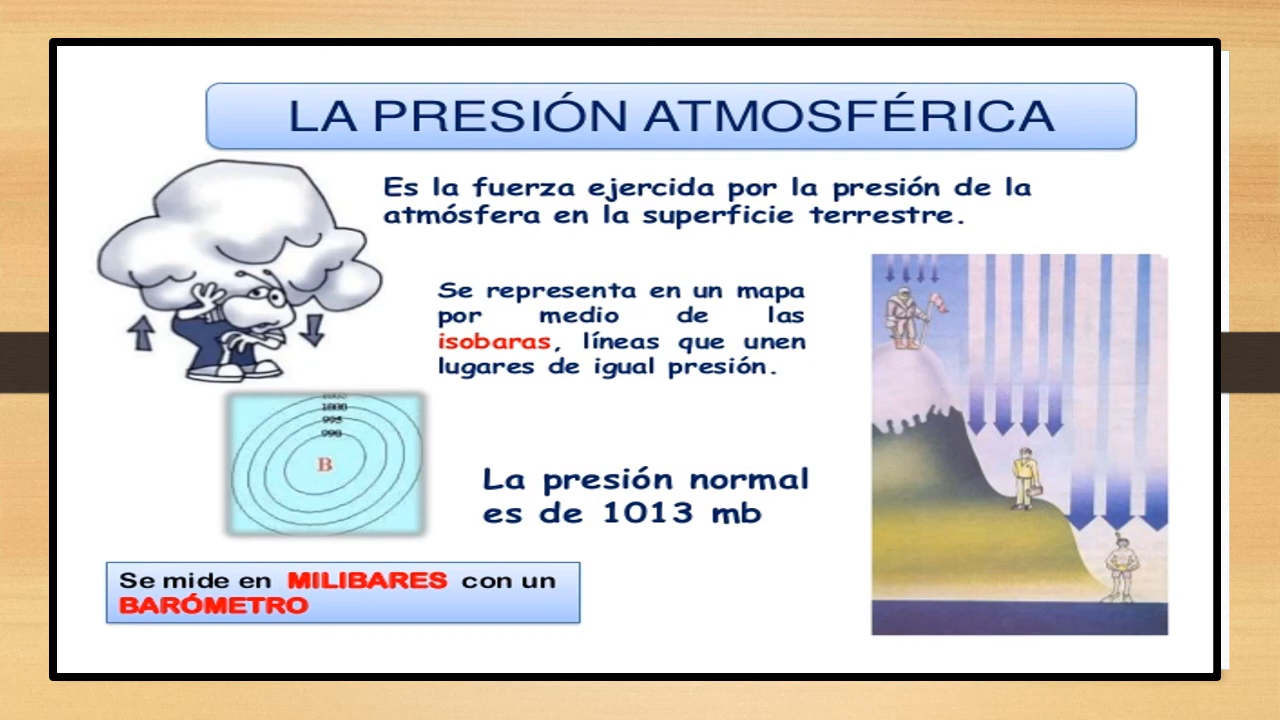 LA PRESIÓN ATMOSFÉRICA
Es la fuerza ejercida por la presión de la
atmósfera en la superficie terrestre.
Se representa en un mapa
por medio de las
isobaras, líneas que unen
lugares de igual presión.
1000
995
990
B
La presión normal
es de 1013 mb
Se mide en MILIBARES con un
BARÓMETRO